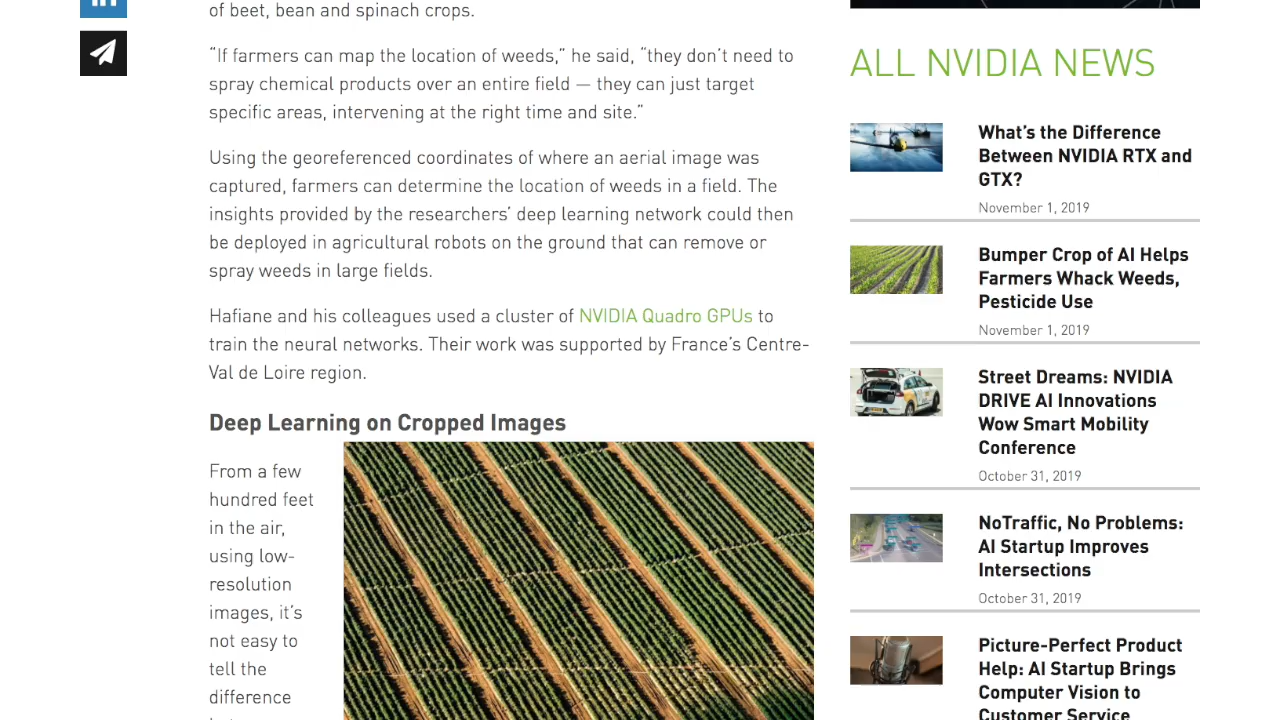 of beet, bean and spinach crops.
“If farmers can map the location of weeds,” he said, “they don’t need to
spray chemical products over an entire field — they can just target
specific areas, intervening at the right time and site.”
Using the georeferenced coordinates of where an aerial image was
captured, farmers can determine the location of weeds in a field. The
insights provided by the researchers’ deep learning network could then
be deployed in agricultural robots on the ground that can remove or
spray weeds in large fields.
Hafiane and his colleagues used a cluster of NVIDIA Quadro GPUs to
train the neural networks. Their work was supported by France’s Centre-
Val de Loire region.
Deep Learning on Cropped Images
From a few
hundred feet
in the air,
using low-
resolution
images, it’s
not easy to
tell the
difference
ALL NVIDIA NEWS
What’s the Difference
Between NVIDIA RTX and
GTX?
November 1, 2019
Bumper Crop of AI Helps
Farmers Whack Weeds,
Pesticide Use
November 1, 2019
Street Dreams: NVIDIA
DRIVE AI Innovations
Wow Smart Mobility
Conference
October 31, 2019
NoTraffic, No Problems:
AI Startup Improves
Intersections
October 31, 2019
Picture-Perfect Product
Help: AI Startup Brings
Computer Vision to
Customer Service